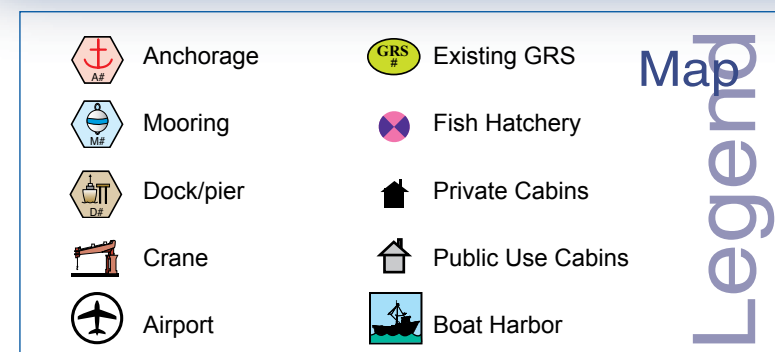 Map
Legend
A#
Anchorage
GRS
#
Existing GRS
M#
Mooring
Fish Hatchery
D#
Dock/pier
Private Cabins
Crane
Public Use Cabins
Airport
Boat Harbor